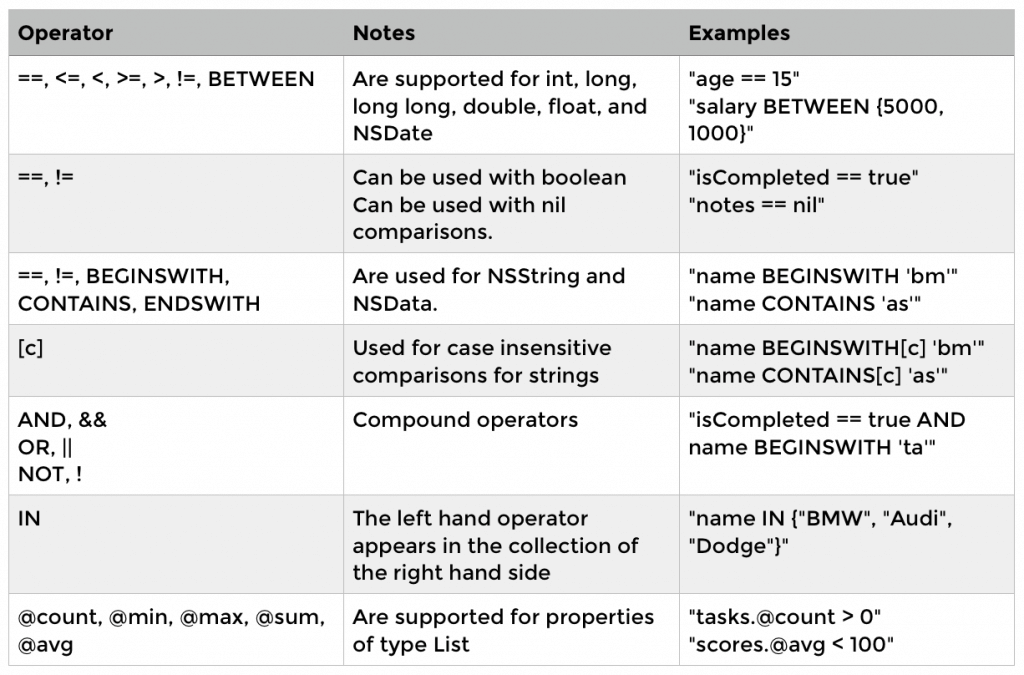 Operator Notes Examples
==, <=, <, >=, >, !=, BETWEEN
Are supported for int, long,
long long, double, float, and
NSDate
"age == 15"
"salary BETWEEN {5000,
1000}"
==, !=
Can be used with boolean
Can be used with nil
comparisons.
"isCompleted == true"
"notes == nil"
==, !=, BEGINSWITH,
CONTAINS, ENDSWITH
Are used for NSString and
NSData.
"name BEGINSWITH 'bm'"
"name CONTAINS 'as'"
[c]
Used for case insensitive
comparisons for strings
"name BEGINSWITH[c] 'bm'"
"name CONTAINS[c] 'as'"
AND, &&
OR, ||
NOT, !
Compound operators
"isCompleted == true AND
name BEGINSWITH 'ta'"
IN
The left hand operator
appears in the collection of
the right hand side
"name IN {"BMW", "Audi",
"Dodge"}"
@count, @min, @max, @sum,
@avg
Are supported for properties
of type List
"tasks.@count > 0"
"scores.@avg < 100"